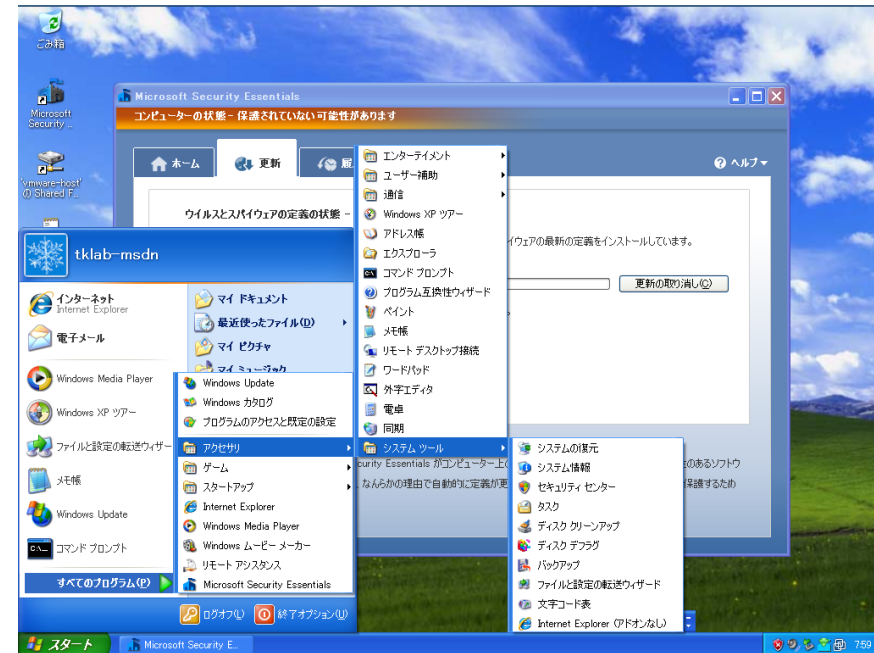 ごみ箱
Microsoft
Security ...
'vmware-host'
の Shared F...
Microsoft Security Essentials
コンピューターの状態 - 保護されていない可能性があります
ホーム
更新
履
ヘルプ
ウイルスとスパイウェアの定義の状態 -
イウェアの最新の定義をインストールしています。
更新の取り消し(C)
curity Essentials がコンピューター上の
のあるソフトウ
なんらかの理由で自動的に定義が更
保護するため
tklab-msdn
インターネット
Internet Explorer
電子メール
Windows Media Player
Windows XP ツアー
ファイルと設定の転送ウィザー
メモ帳
Windows Update
コマンド プロンプト
すべてのプログラム(P)
マイ ドキュメント
最近使ったファイル(D)
マイ ピクチャ
マイ ミュージック
ログオフ(L)
終了オプション(U)
Windows Update
Windows カタログ
プログラムのアクセスと既定の設定
アクセサリ
ゲーム
スタートアップ
Internet Explorer
Windows Media Player
Windows ムービー メーカー
リモート アシスタンス
Microsoft Security Essentials
エンターテイメント
ユーザー補助
通信
Windows XP ツアー
アドレス帳
エクスプローラ
コマンド プロンプト
プログラム互換性ウィザード
ペイント
メモ帳
リモート デスクトップ接続
ワードパッド
外字エディタ
電卓
同期
システム ツール
システムの復元
システム情報
セキュリティ センター
タスク
ディスク クリーンアップ
ディスク デフラグ
バックアップ
ファイルと設定の転送ウィザード
文字コード表
Internet Explorer (アドオンなし)
スタート
Microsoft Security E...
7:59